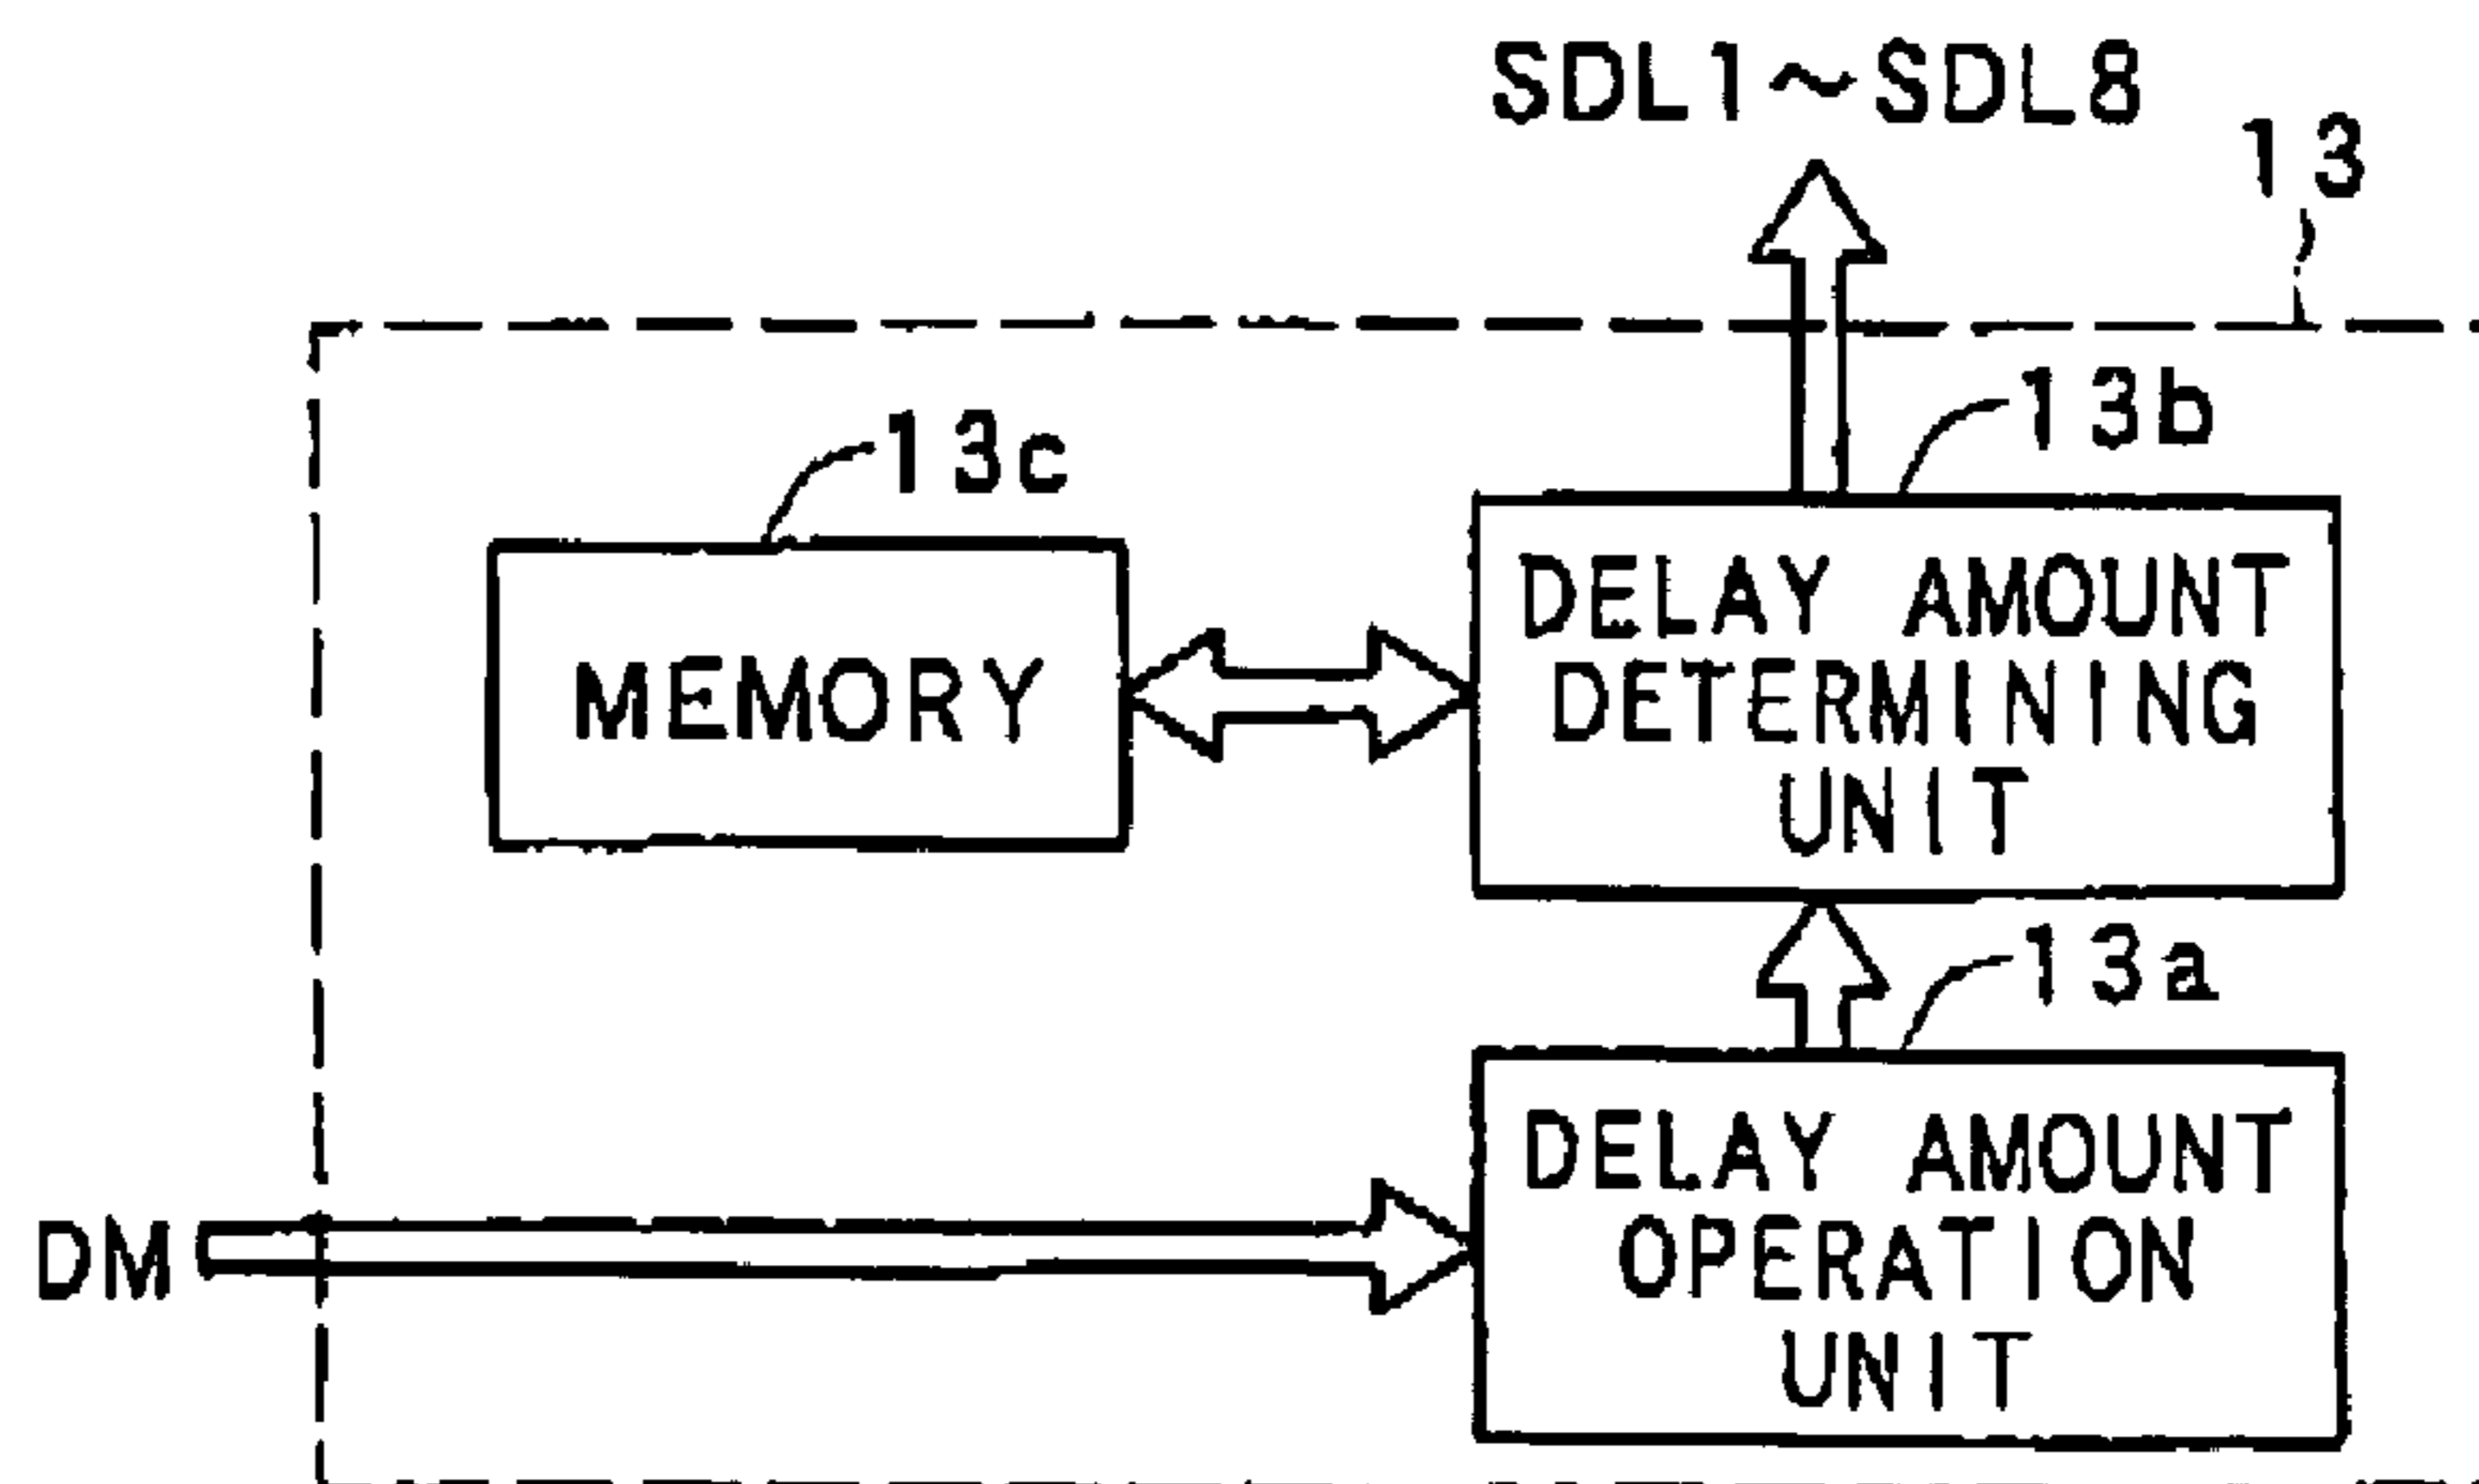 SDL1~SDL8
13
13b
13c
DELAY AMOUNT
DETERMINING
UNIT
MEMORY
13a
DELAY AMOUNT
OPERATION
UNIT
DM